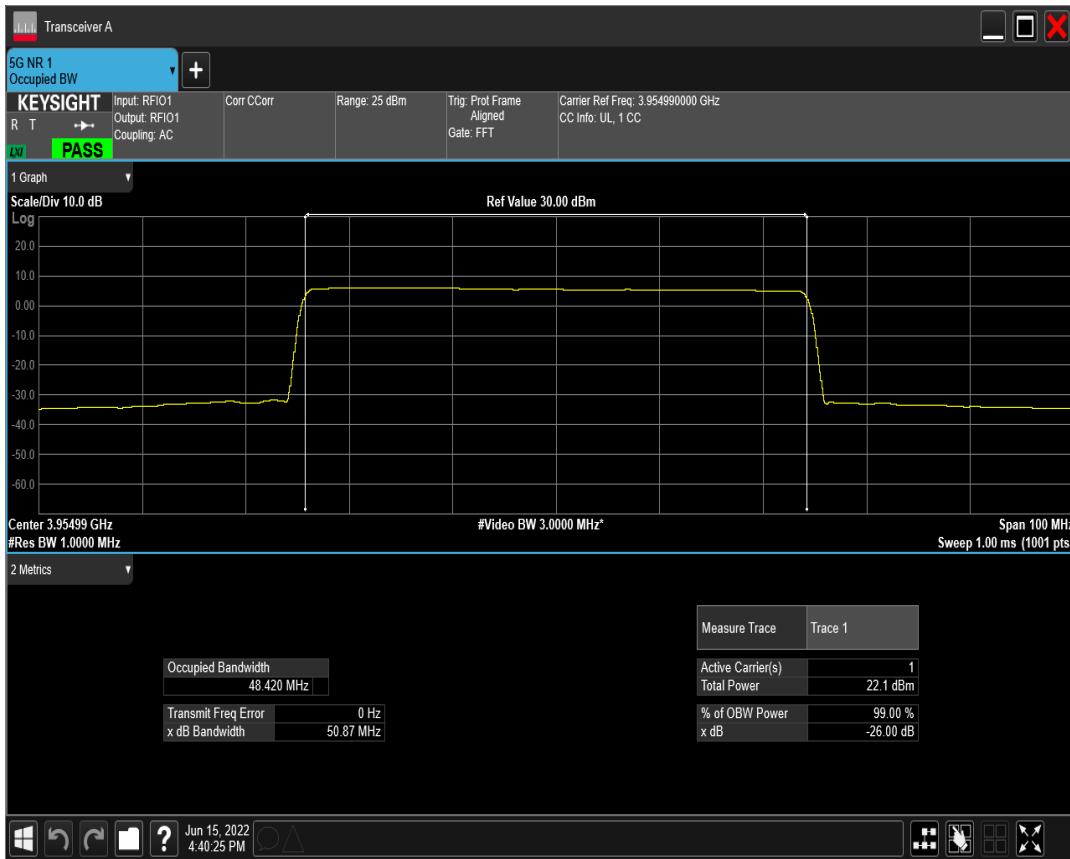 Transceiver A
5G NR 1
Occupied BW
KEYSIGHT
R T
LXI
PASS
Input: RFIO1
Output: RFIO1
Coupling: AC
Corr CCorr
Range: 25 dBm
Trig: Prot Frame
Aligned
Gate: FFT
Carrier Ref Freq: 3.954990000 GHz
CC Info: UL, 1 CC
1 Graph
Scale/Div 10.0 dB
Ref Value 30.00 dBm
Log
20.0
10.0
0.00
-10.0
-20.0
-30.0
-40.0
-50.0
-60.0
Center 3.95499 GHz
#Video BW 3.0000 MHz*
Span 100 MHz
#Res BW 1.0000 MHz
Sweep 1.00 ms (1001 pts
2 Metrics
Measure Trace Trace 1
Occupied Bandwidth
48.420 MHz
Active Carrier(s) 1
Total Power 22.1 dBm
Transmit Freq Error 0 Hz
x dB Bandwidth 50.87 MHz
% of OBW Power 99.00 %
x dB -26.00 dB
?
Jun 15, 2022
4:40:25 PM